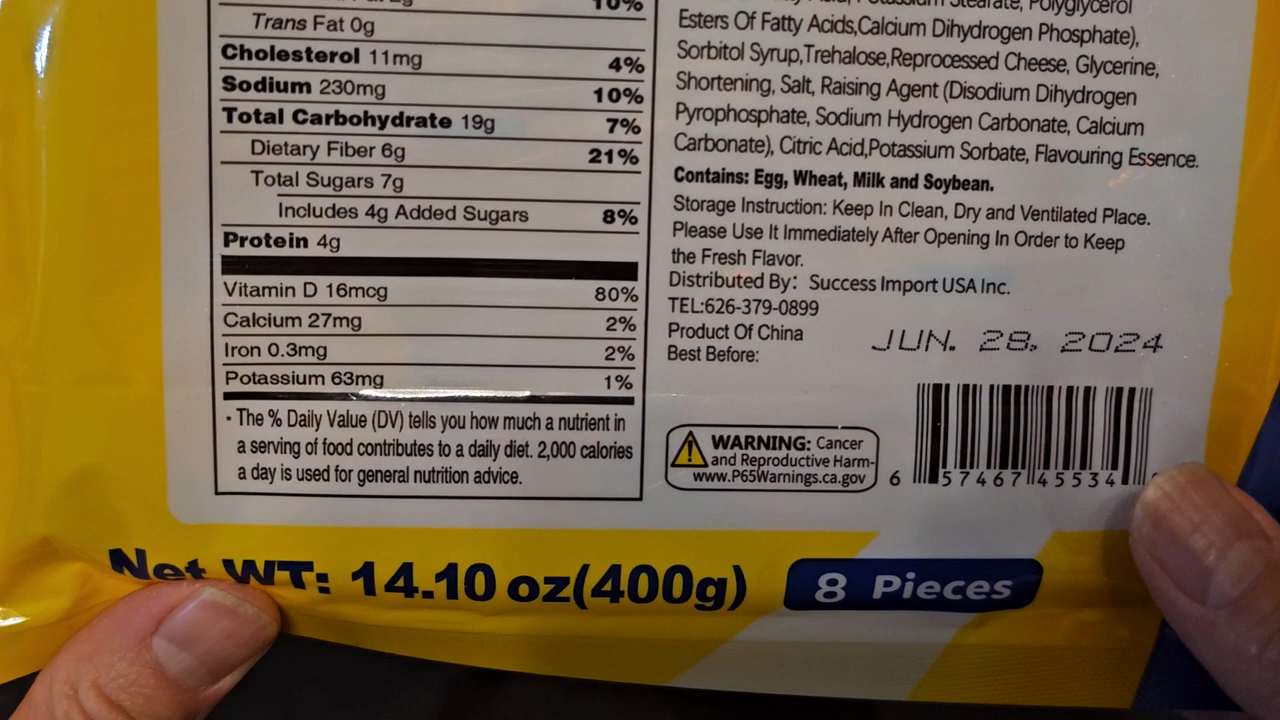 10%
Trans Fat 0g
Cholesterol 11mg 4%
Sodium 230mg 10%
Total Carbohydrate 19g 7%
Dietary Fiber 6g 21%
Total Sugars 7g
Includes 4g Added Sugars 8%
Protein 4g
Vitamin D 16mcg 80%
Calcium 27mg 2%
Iron 0.3mg 2%
Potassium 63mg 1%
* The % Daily Value (DV) tells you how much a nutrient in
a serving of food contributes to a daily diet. 2,000 calories
a day is used for general nutrition advice.
Stearate, Polyglycerol
Esters Of Fatty Acids,Calcium Dihydrogen Phosphate),
Sorbitol Syrup,Trehalose,Reprocessed Cheese, Glycerine,
Shortening, Salt, Raising Agent (Disodium Dihydrogen
Pyrophosphate, Sodium Hydrogen Carbonate, Calcium
Carbonate), Citric Acid,Potassium Sorbate, Flavouring Essence.
Contains: Egg, Wheat, Milk and Soybean.
Storage Instruction: Keep In Clean, Dry and Ventilated Place.
Please Use It Immediately After Opening In Order to Keep
the Fresh Flavor.
Distributed By: Success Import USA Inc.
TEL:626-379-0899
Product Of China
Best Before: JUN. 28, 2024
WARNING: Cancer
and Reproductive Harm-
www.P65Warnings.ca.gov
6 57467 45534
Net WT: 14.10 oz(400g)
8 Pieces